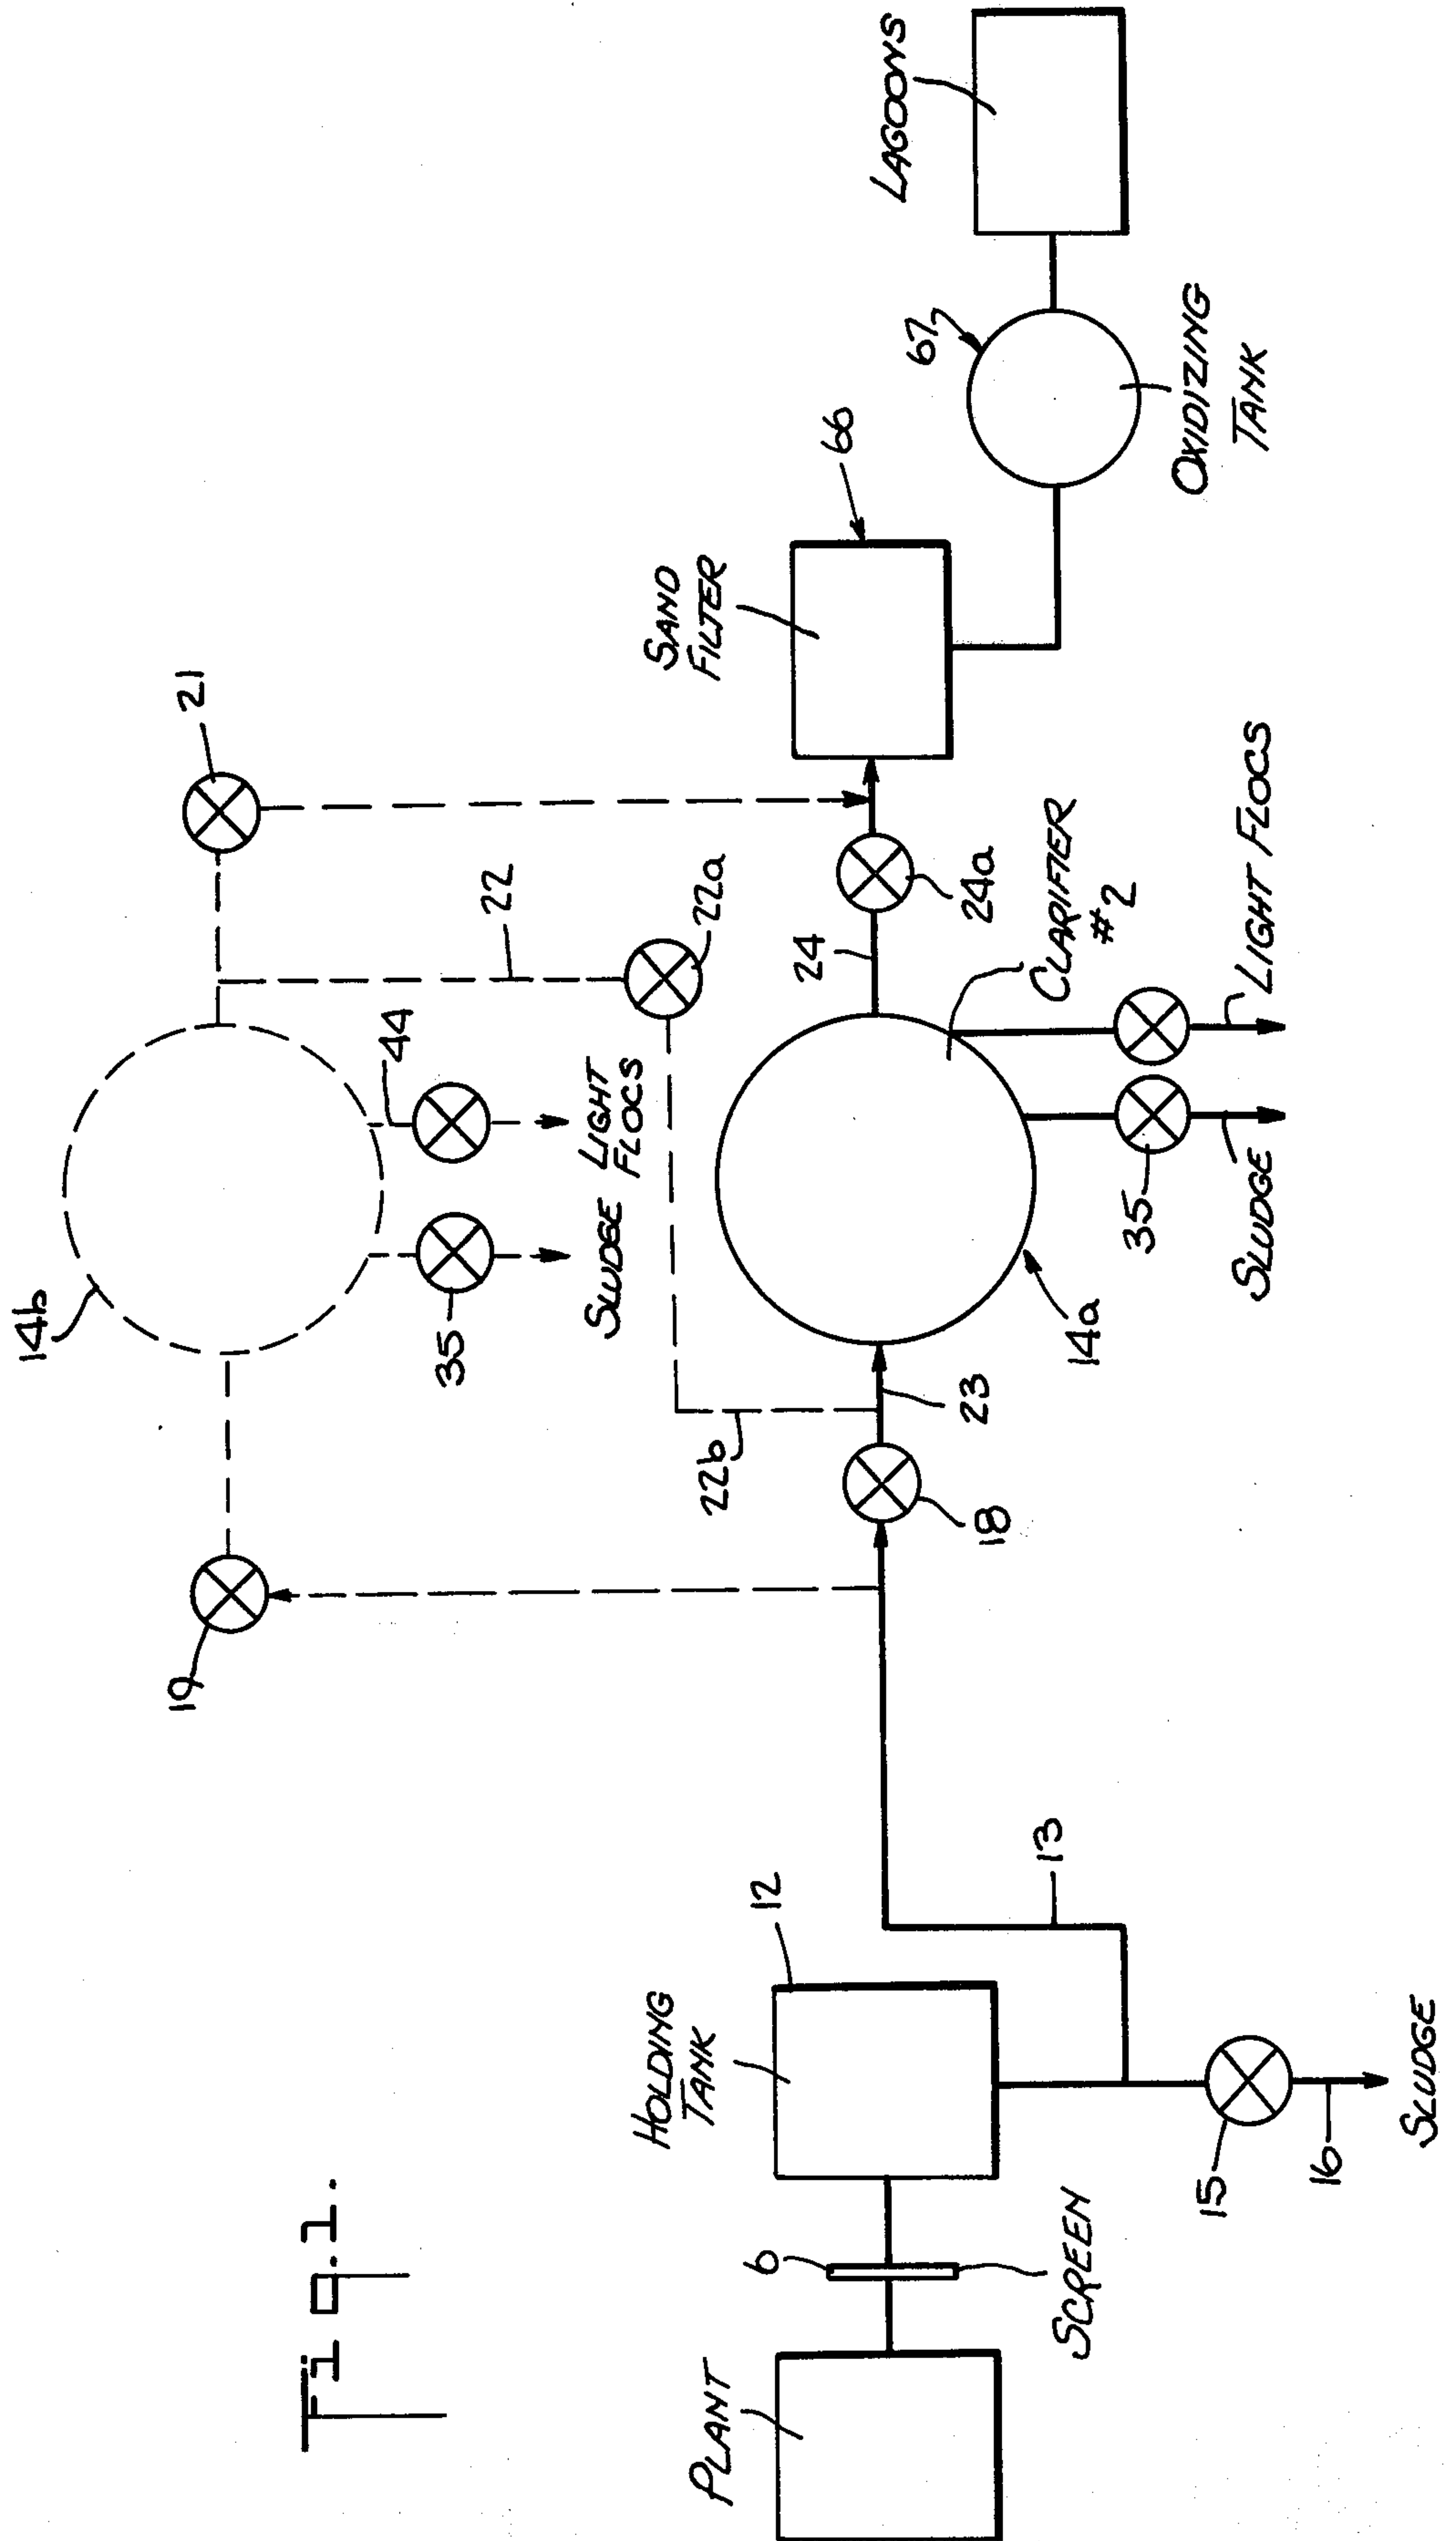 Fig.1.
14b
19
21
44
22
35
SLUDGE
LIGHT
FLOCS
22a
22b
SAND
FILTER
66
67
LAGOONS
OXIDIZING
TANK
PLANT
6
SCREEN
HOLDING
TANK
12
13
15
16
SLUDGE
18
23
14a
24
24a
CLARIFIER
#2
35
SLUDGE
LIGHT FLOCS